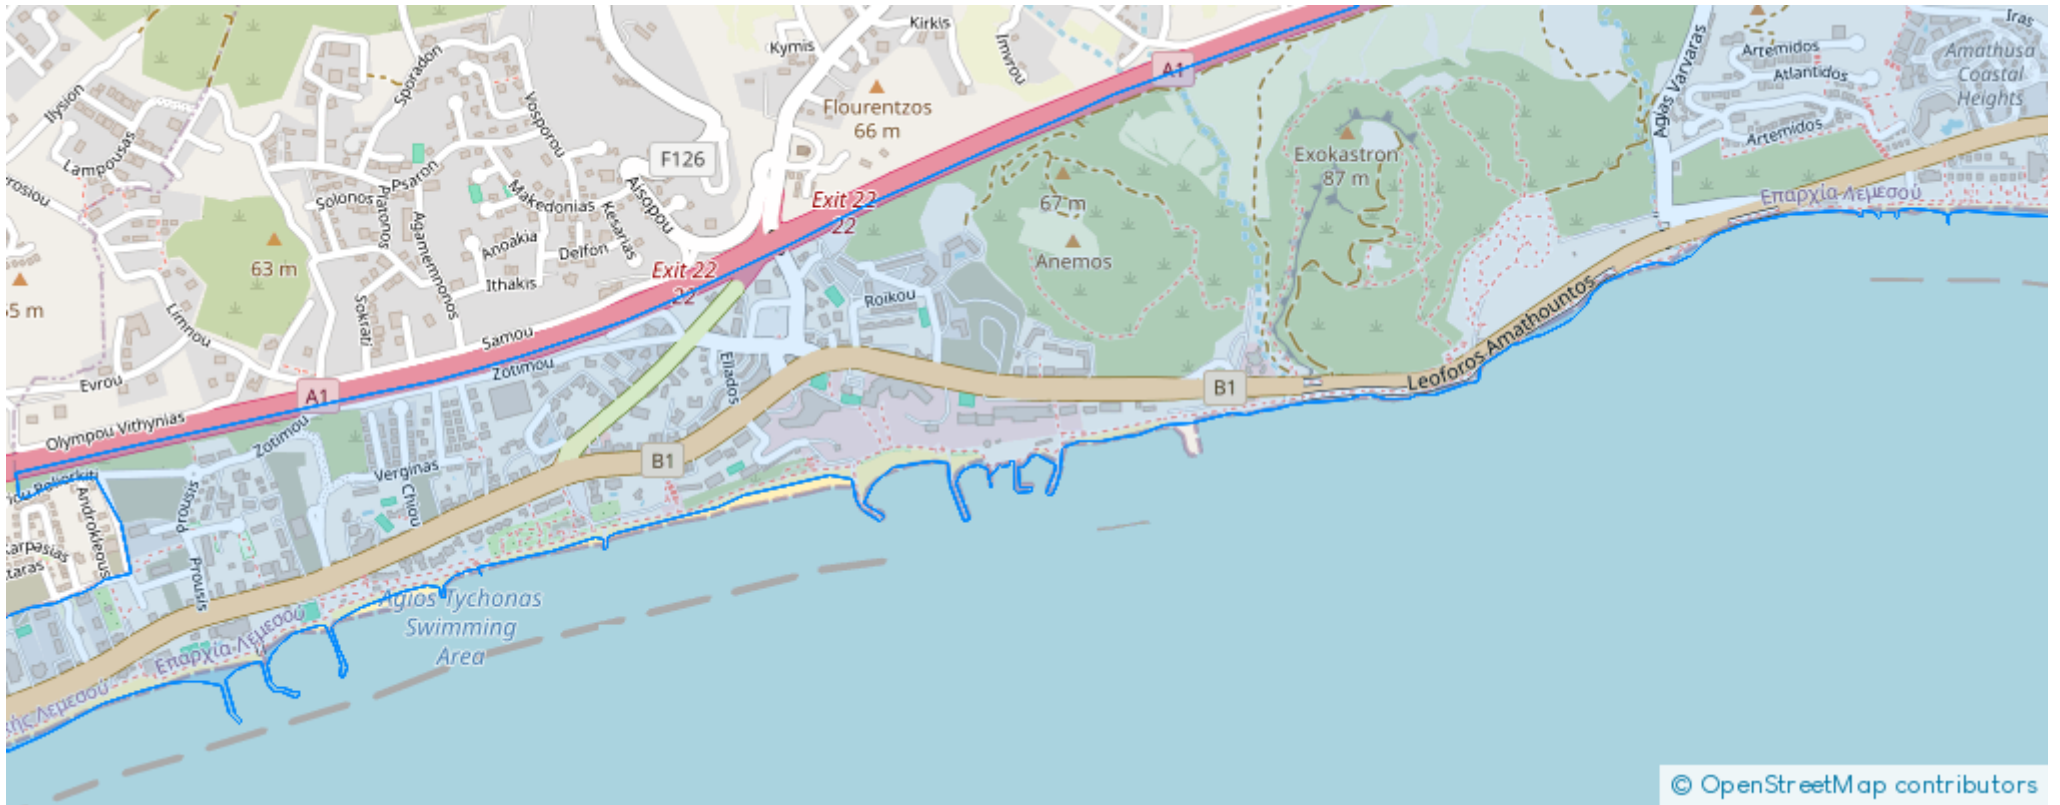 Kirkis
Iras
Kymis
Imvrou
Artemidos
Amathusa
Coastal
Heights
Sporadon
A1
Atlantidos
Ilysion
Vosporou
Flourentzos
66 m
Agias Varvaras
Artemidos
Lampousas
F126
Exokastron
87 m
Psaron
Solonos
Platonos
Makedonias
Aisopou
Exit 22
22
67 m
Επαρχία Λεμεσού
Agamemnonos
Kesarias
Anoakia
Delfon
63 m
Anemos
Exit 22
22
Ithakis
Roikou
Limnou
Sokrati
Samou
Leoforos Amathountos
Zotimou
Eliados
Evrou
A1
B1
Olympou Vithynias
Zotimou
B1
Verginas
Chiou
Androkleous
Prousis
Prousis
Agios Tychonas
Swimming
Area
Επαρχία Λεμεσού
© OpenStreetMap contributors